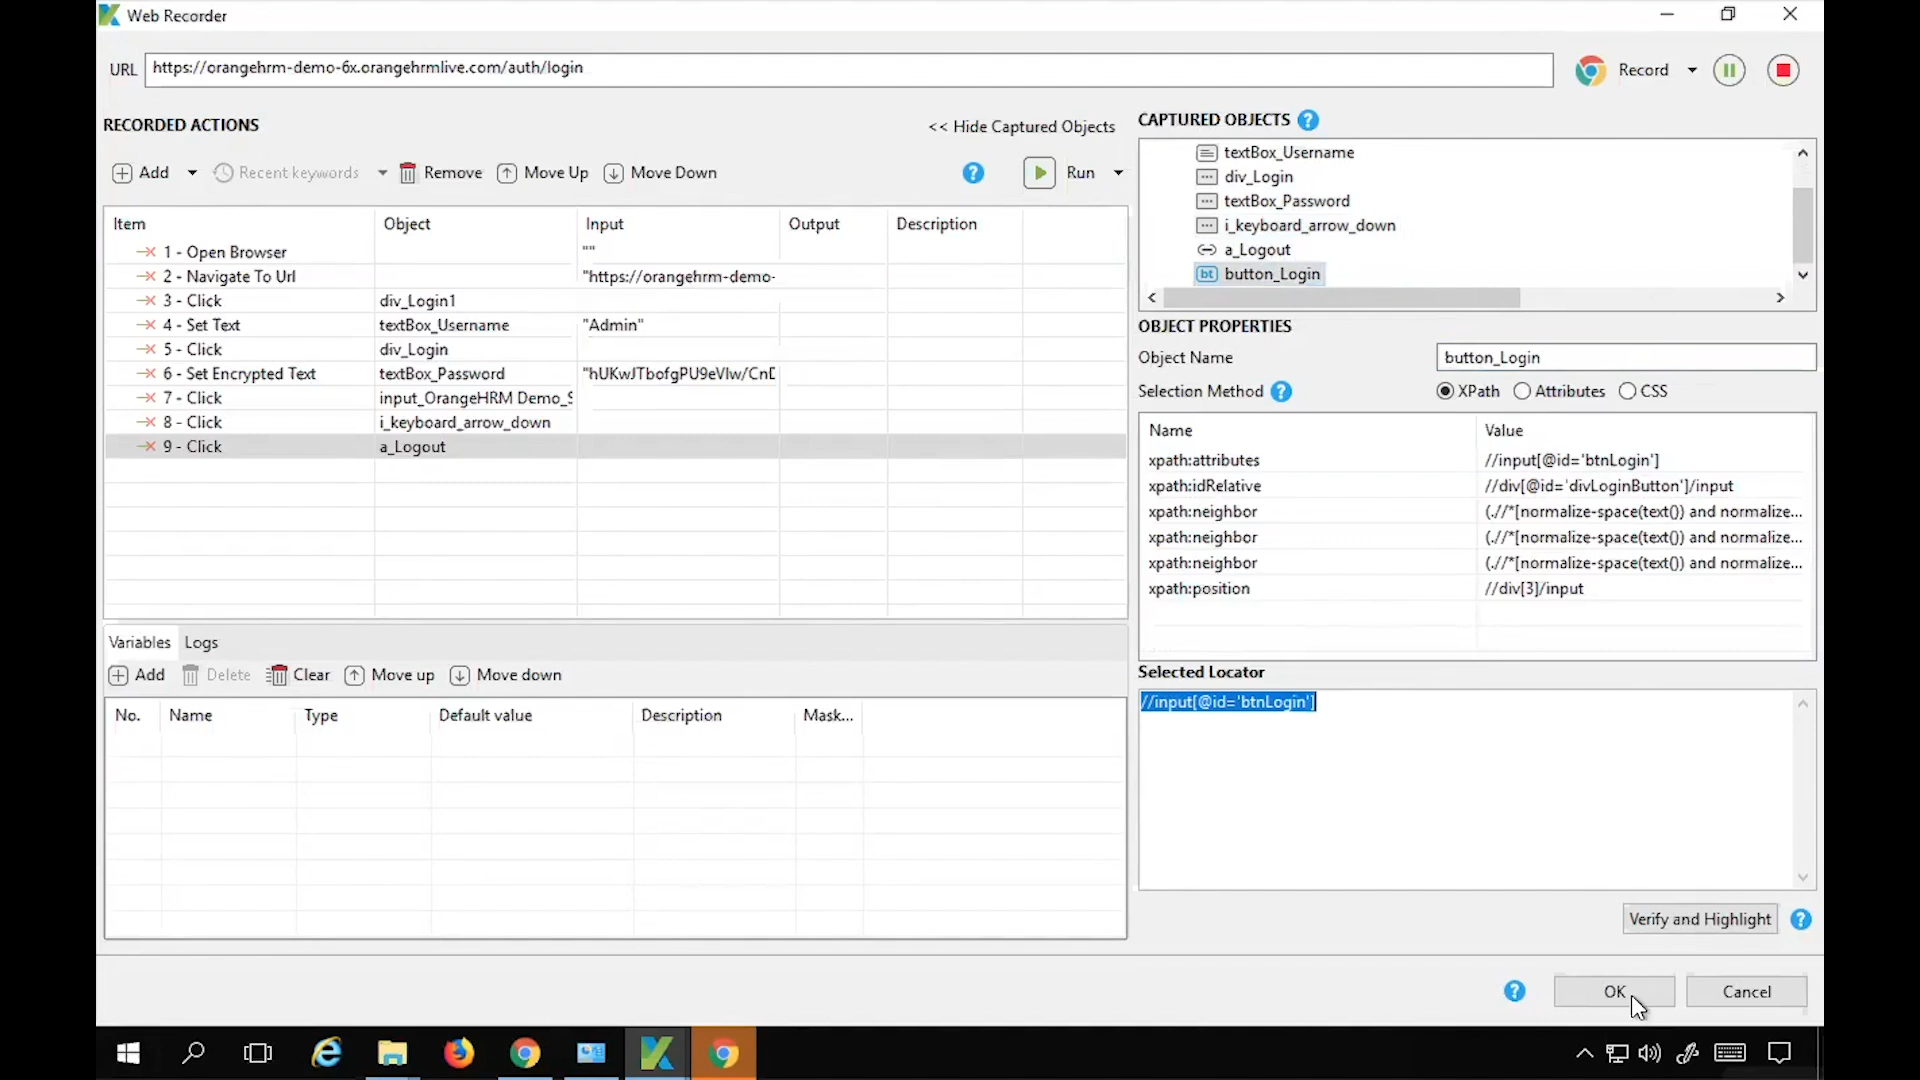 Web Recorder
URL
https://orangehrm-demo-6x.orangehrmlive.com/auth/login
Record
RECORDED ACTIONS
<< Hide Captured Objects
Add
Recent keywords
Remove
Move Up
Move Down
?
Run
Item Object Input Output Description
1 - Open Browser ""
2 - Navigate To Url "https://orangehrm-demo-
3 - Click div_Login1
4 - Set Text textBox_Username "Admin"
5 - Click div_Login
6 - Set Encrypted Text textBox_Password
7 - Click input_OrangeHRM Demo_S
8 - Click i_keyboard_arrow_down
9 - Click a_Logout
Variables Logs
Add Delete Clear Move up Move down
No. Name Type Default value Description Mask...
CAPTURED OBJECTS ?
textBox_Username
div_Login
textBox_Password
i_keyboard_arrow_down
a_Logout
bt button_Login
OBJECT PROPERTIES
Object Name button_Login
Selection Method ? XPath Attributes CSS
Name Value
xpath:attributes //input[@id='btnLogin']
xpath:idRelative //div[@id='divLoginButton']/input
xpath:neighbor (.//*[normalize-space(text()) and normalize...
xpath:neighbor (.//*[normalize-space(text()) and normalize...
xpath:neighbor (.//*[normalize-space(text()) and normalize...
xpath:position //div[3]/input
Selected Locator
//input[@id='btnLogin']
Verify and Highlight ?
? OK Cancel